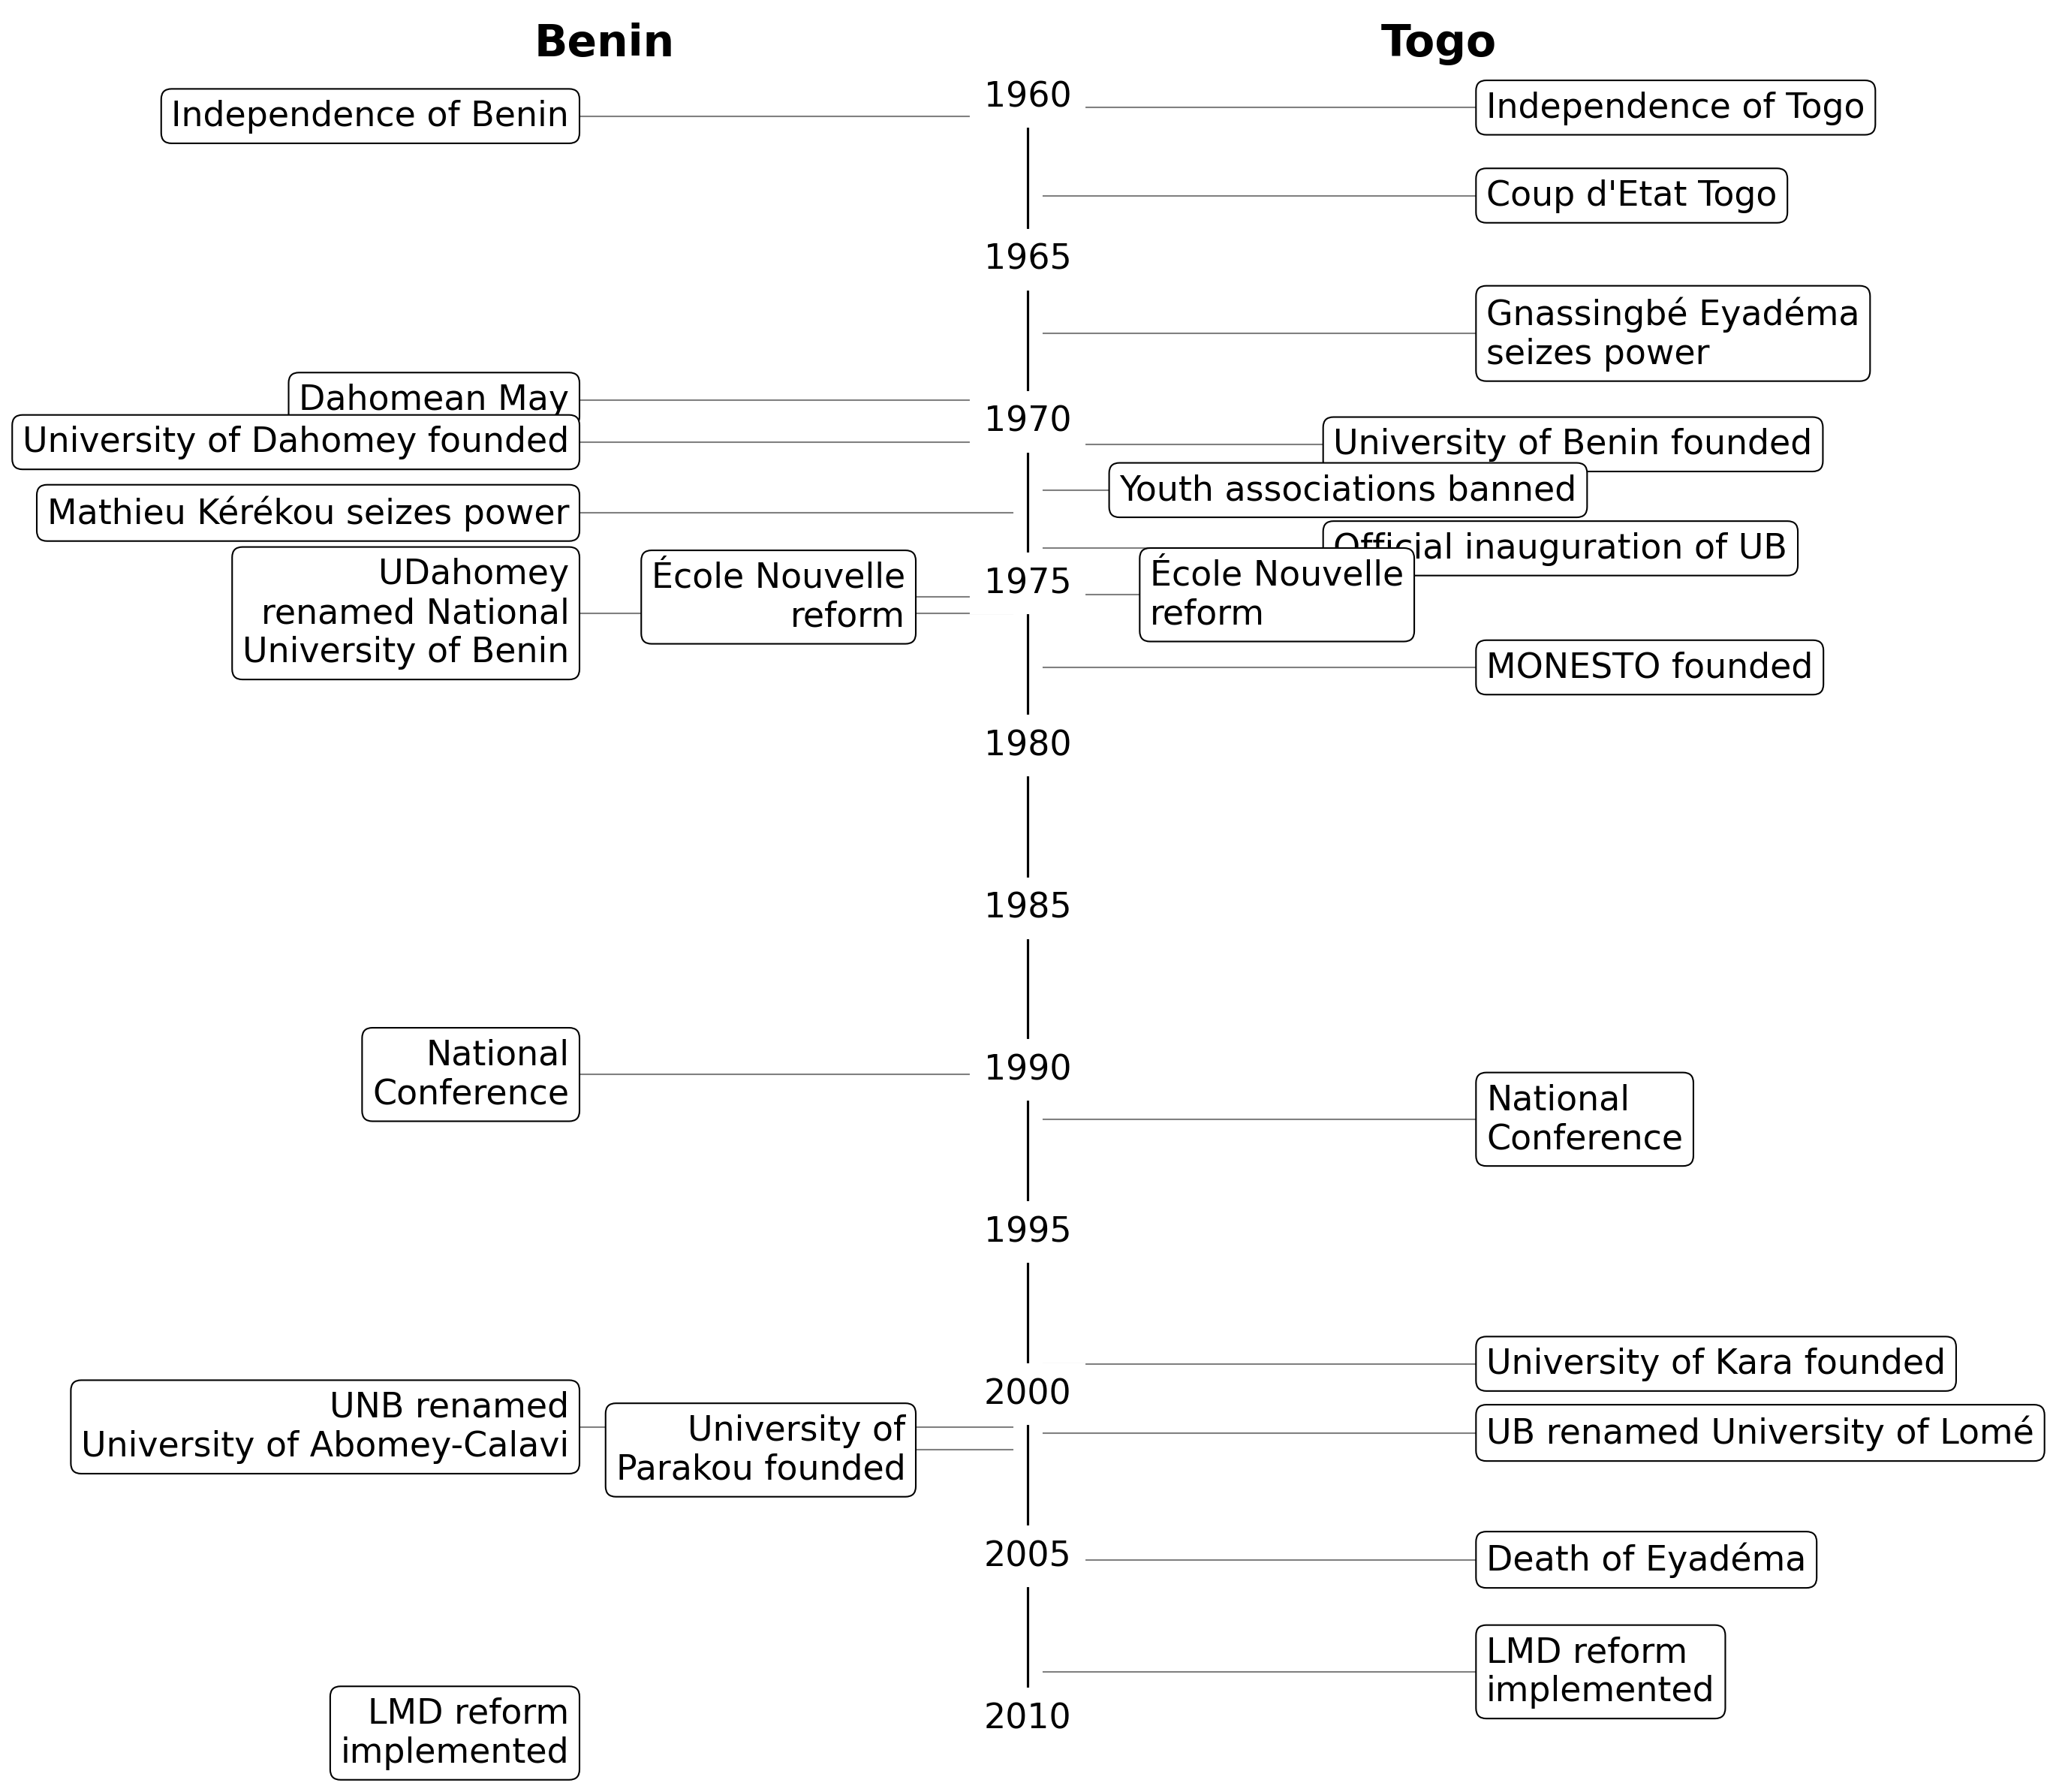 Benin
Togo
1960
Independence of Togo
Independence of Benin
Coup d'Etat Togo
1965
Gnassingbé Eyadéma
seizes power
Dahomean May
1970
University of Dahomey founded
University of Benin founded
Youth associations banned
Mathieu Kérékou seizes power
Official inauguration of UB
UDahomey
renamed National
University of Benin
École Nouvelle
reform
1975
École Nouvelle
reform
MONESTO founded
1980
1985
National
Conference
1990
National
Conference
1995
University of Kara founded
2000
UNB renamed
University of Abomey-Calavi
University of
Parakou founded
UB renamed University of Lomé
2005
Death of Eyadéma
LMD reform
implemented
2010
LMD reform
implemented